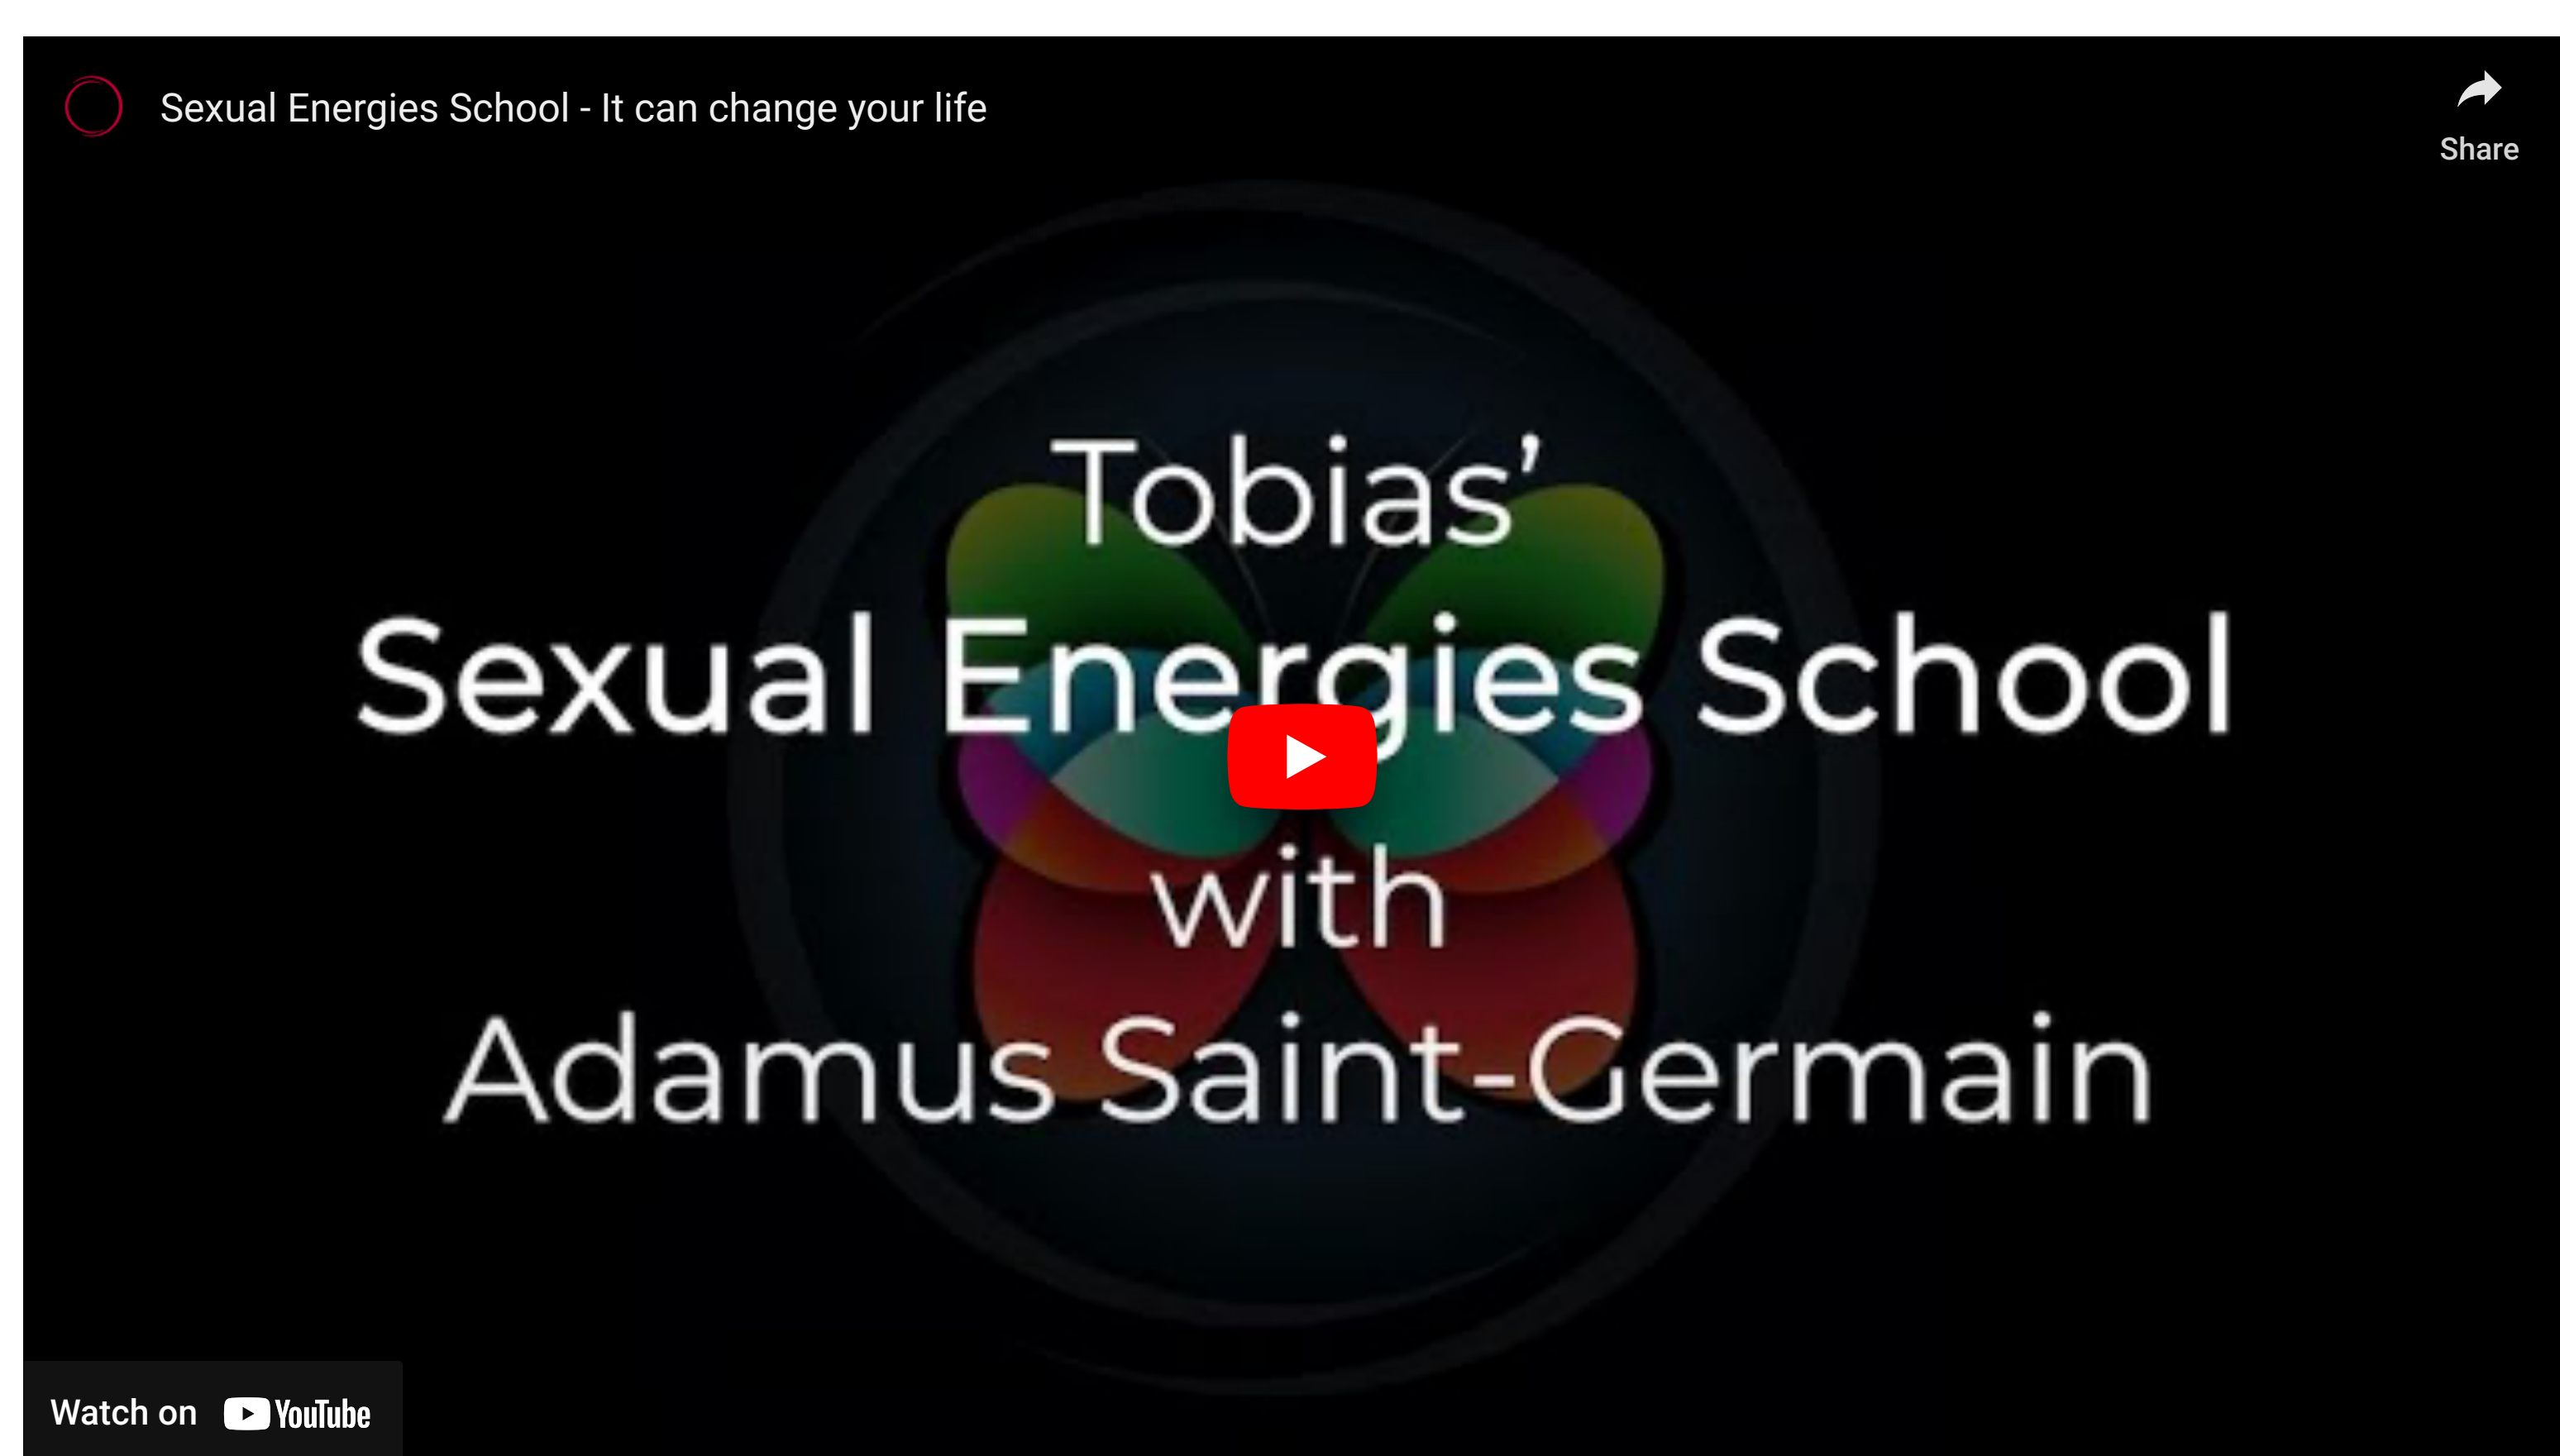 Sexual Energies School - It can change your life
Share
Tobias’
Sexual Energies School
with
Adamus Saint-Germain
Watch on YouTube